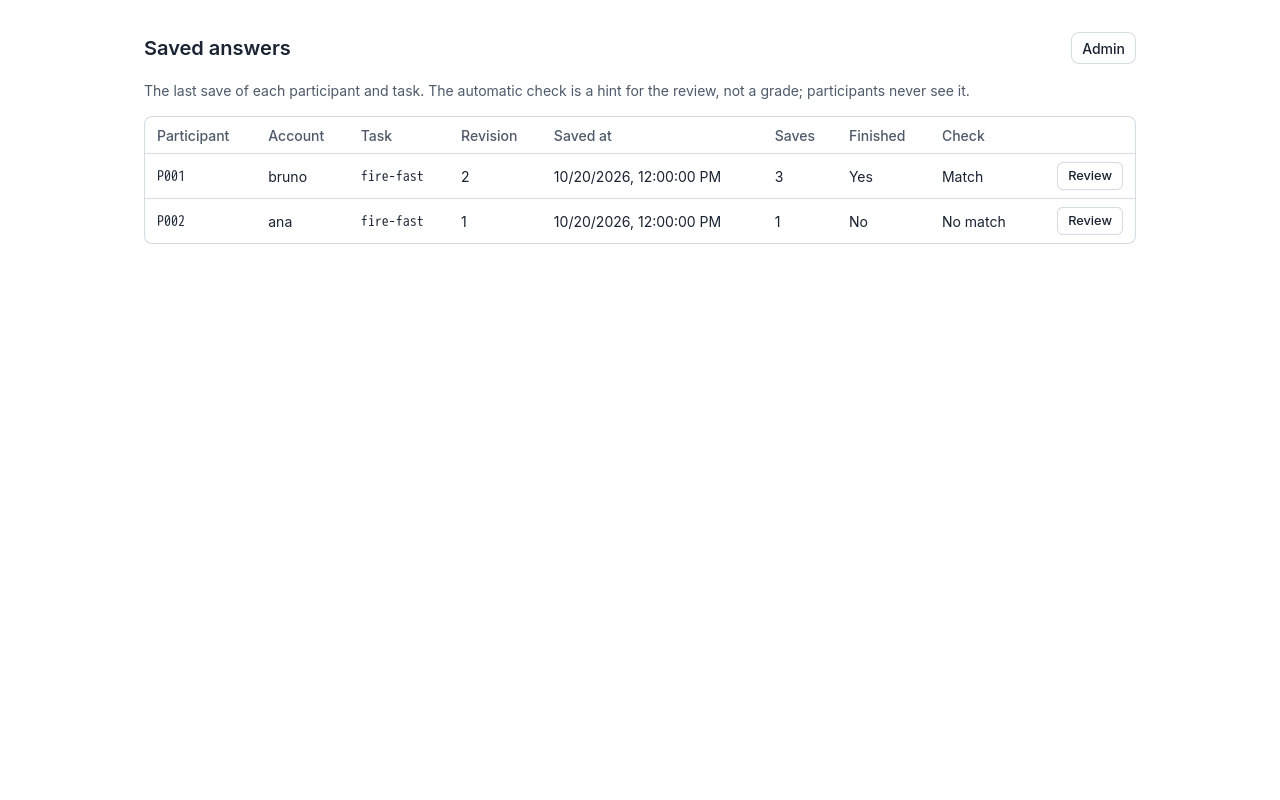 Saved answers
Admin
The last save of each participant and task. The automatic check is a hint for the review, not a grade; participants never see it.
Participant Account Task Revision Saved at Saves Finished Check
P001 bruno fire-fast 2 10/20/2026, 12:00:00 PM 3 Yes Match Review
P002 ana fire-fast 1 10/20/2026, 12:00:00 PM 1 No No match Review